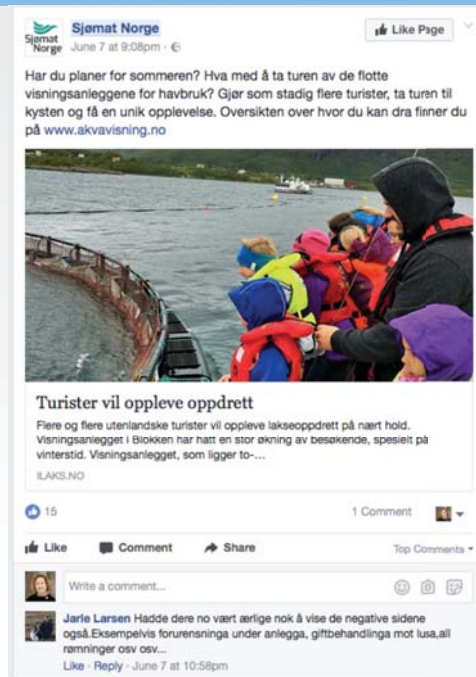 Sjømat Norge
Sjømat Norge
June 7 at 9:08pm ·
Like Page
Har du planer for sommeren? Hva med å ta turen av de flotte
visningsanleggene for havbruk? Gjør som stadig flere turister, ta turen til
kysten og få en unik opplevelse. Oversikten over hvor du kan dra finner du
på www.akvavisning.no
Turister vil oppleve oppdrett
Flere og flere utenlandske turister vil oppleve lakseoppdrett på nært hold.
Visningsanlegget i Blokken har hatt en stor økning av besøkende, spesielt på
vinterstid. Visningsanlegget, som ligger to-...
ILAKS.NO
15
1 Comment
Like Comment Share
Top Comments
Write a comment...
Jarle Larsen Hadde dere no vært ærlige nok å vise de negative sidene
også.Eksempelvis forurensninga under anlegga, giftbehandlinga mot lusa,all
rømninger osv osv...
Like · Reply · June 7 at 10:58pm